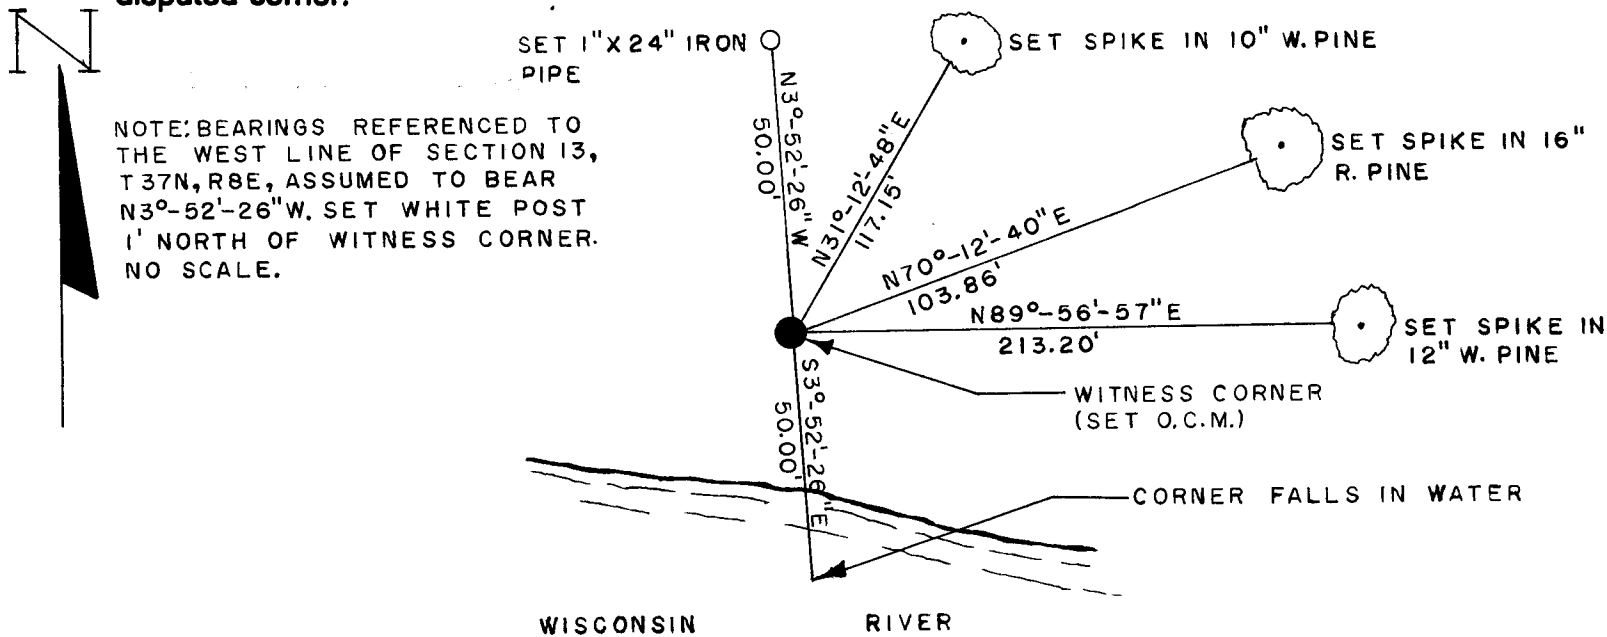 N
SET 1"X24" IRON
PIPE
SET SPIKE IN 10" W. PINE
NOTE: BEARINGS REFERENCED TO
THE WEST LINE OF SECTION 13,
T37N, R8E, ASSUMED TO BEAR
N3°-52'-26"W. SET WHITE POST
1' NORTH OF WITNESS CORNER.
NO SCALE.
N3°-52'-26"W
50.00'
N31°-12'-48"E
117.15'
SET SPIKE IN 16"
R. PINE
N70°-12'-40"E
103.86'
N89°-56'-57"E
213.20'
SET SPIKE IN
12" W. PINE
WITNESS CORNER
(SET O.C.M.)
S3°-52'-26"E
50.00'
CORNER FALLS IN WATER
WISCONSIN RIVER